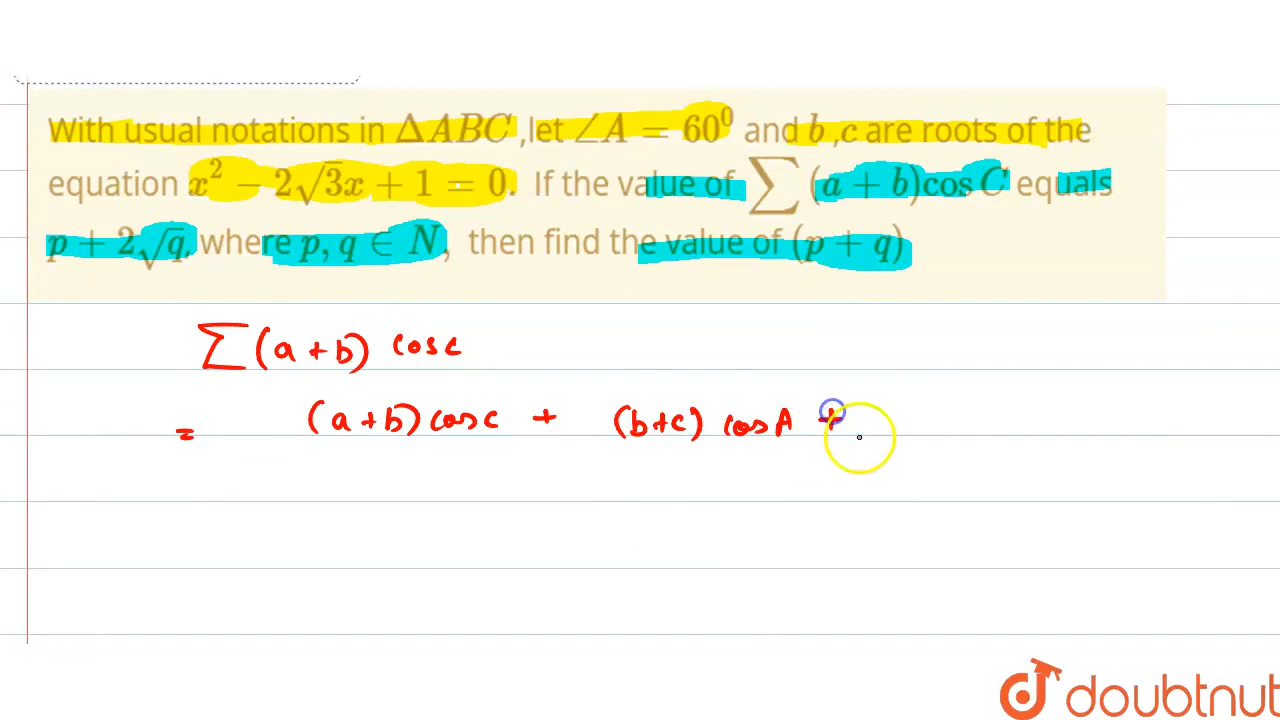 With usual notations in ΔABC ,let ∠A = 60⁰ and b ,c are roots of the
equation x² − 2√3x + 1 = 0. If the value of ∑ (a + b)cos C equals
p + 2√q, where p, q ∈ N, then find the value of (p + q)
∑ (a + b) cosc
= (a + b) cosc + (b+c) cosA +
doubtnut